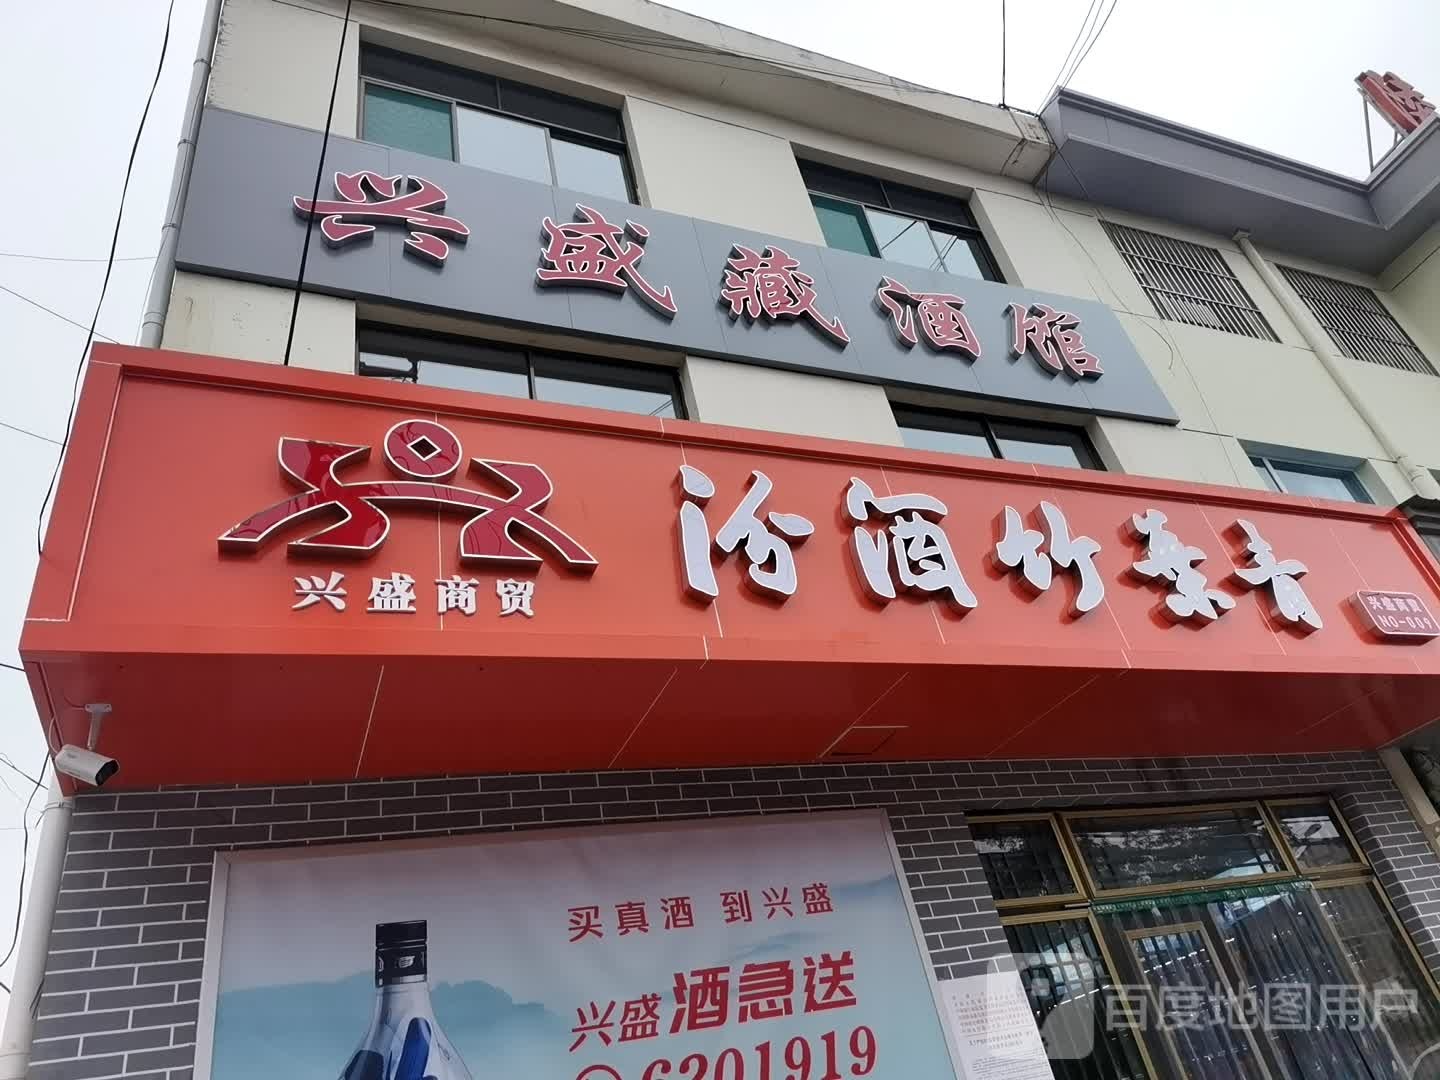 兴盛藏酒馆
兴盛商贸
汾酒竹叶青
兴盛商贸
NO-009
买真酒 到兴盛
兴盛酒急送
6201919
百度地图用户